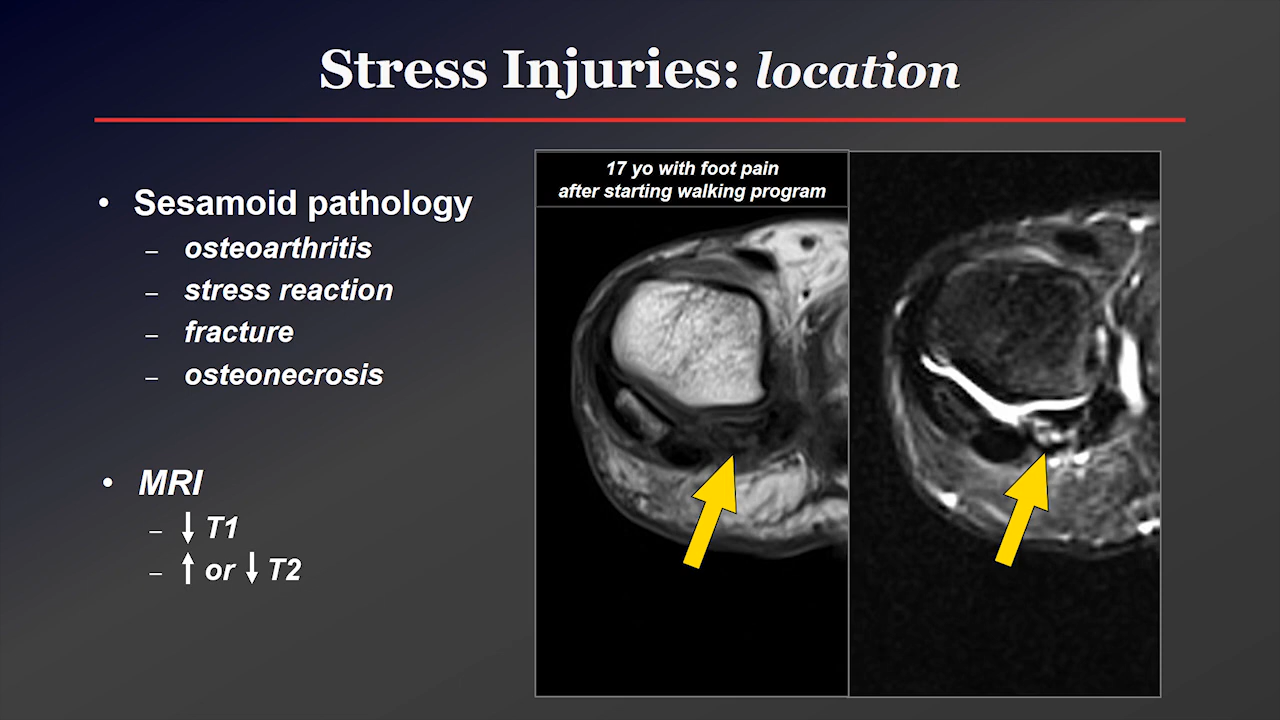 Stress Injuries: location
• Sesamoid pathology
– osteoarthritis
– stress reaction
– fracture
– osteonecrosis
• MRI
– ↓ T1
– ↑ or ↓ T2
17 yo with foot pain
after starting walking program